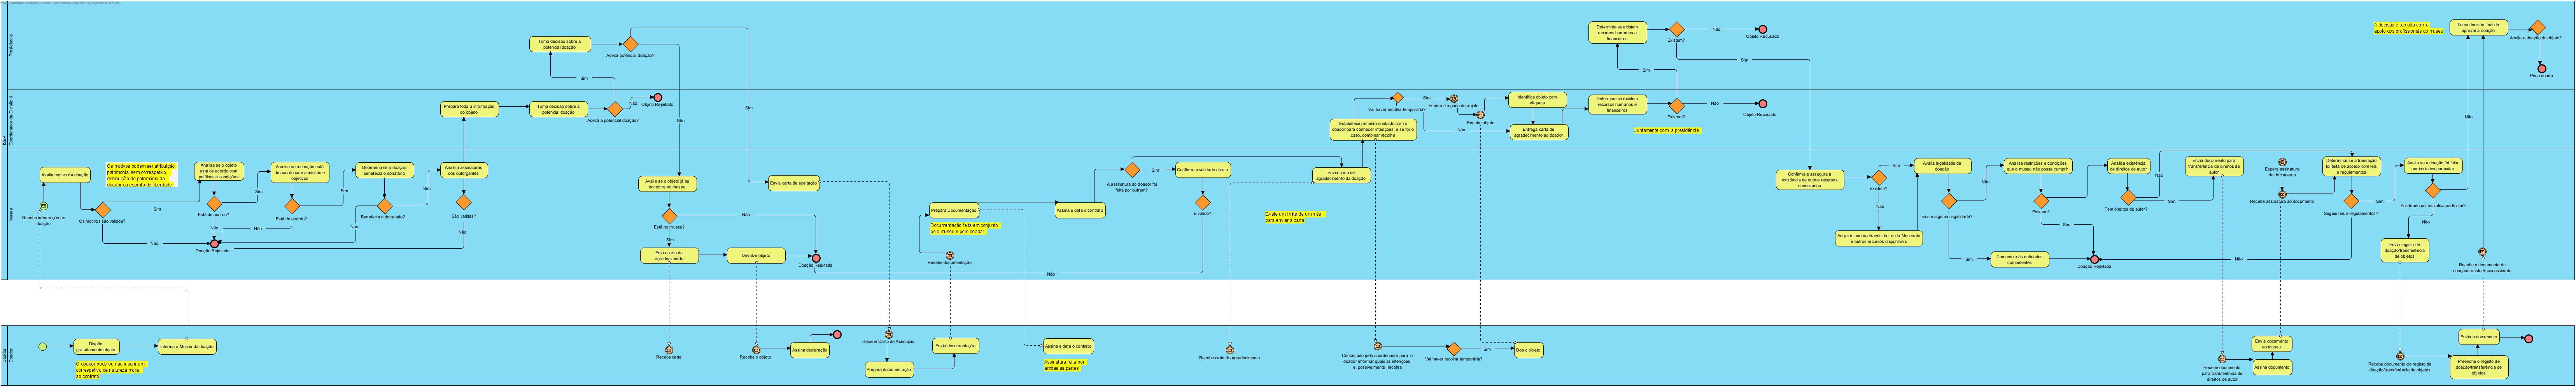 Presidência
Toma decisão sobre a
potencial doação
Aceita potencial doação?
Sim
Não
Sim
Determina se existem
recursos humanos e
financeiros
Existem?
Não
Objeto Recusado
Sim
Sim
A decisão é tomada com o
apoio dos profissionais do museu
Toma decisão final de
aprovar a doação
Aceita a doação do objeto?
Peça doada
Não
ISEP
Prepara toda a informação
do objeto
Toma decisão sobre a
potencial doação
Aceita a potencial doação?
Não
Objeto Rejeitado
Estabelece primeiro contacto com o
doador para conhecer intenções, e se for o
caso, combinar recolha
Vai haver recolha temporária?
Sim
Espera chegada do objeto
Recebe objeto
Não
Identifica objeto com
etiqueta
Entrega carta de
agradecimento ao doador
Determina se existem
recursos humanos e
financeiros
Existem?
Não
Objeto Recusado
Juntamente com a presidência
Museu
Recebe informação da
doação
Avalia motivo da doação
Os motivos podem ser atribuição
patrimonial sem correspetivo,
diminuição do património do
doador ou espírito de liberdade
Os motivos são válidos?
Sim
Não
Analisa se o objeto
está de acordo com
políticas e condições
Está de acordo?
Não
Sim
Analisa se a doação está
de acordo com a missão e
objetivos
Está de acordo?
Não
Sim
Determina se a doação
benefecia o donatário
Benefecia o donatário?
Não
Sim
Analisa assinaturas
dos outorgantes
São validas?
Não
Doação Rejeitada
Avalia se o objeto já se
encontra no museu
Está no museu?
Não
Sim
Envia carta de
agradecimento
Devolve objeto
Doação Rejeitada
Envia carta de aceitação
Prepara Documentação
Documentação feita em conjunto
pelo museu e pelo doador
Recebe documentação
Assina e data o contrato
A assinatura do doador foi
feita por outrem?
Sim
Confirma a validade do ato
É valido?
Não
Envia carta de
agradecimento da doação
Existe um limite de um mês
para enviar a carta
Confirma e assegura a
existência de outros recursos
necessários
Existem?
Sim
Não
Adquire fundos através da Lei do Mecenato
e outros recursos disponíveis
Avalia legalidade da
doação
Existe alguma ilegalidade?
Não
Sim
Comunicar às entidades
competentes
Analisa restrições e condições
que o museu não possa cumprir
Existem?
Não
Sim
Doação Rejeitada
Analisa existência
de direitos de autor
Tem direitos de autor?
Não
Sim
Envia documento para
transferência de direitos de
autor
Espera assinatura
do documento
Recebe assinatura ao documento
Determinar se a transação
foi feita de acordo com leis
e regulamentos
Seguiu leis e regulamentos?
Não
Sim
Avalia se a doação foi feita
por iniciativa particular
Foi doado por iniciativa particular?
Não
Envia registo de
doação/transferência
de objetos
Recebe o documento de
doação/transferência assinado
Doador
Doador
Dispõe
gratuitamente objeto
Informa o Museu da doação
O doador pode ou não inserir um
correspetivo de natureza moral
ao contrato
Recebe carta
Recebe o objeto
Assina declaração
Recebe Carta de Aceitação
Prepara documentação
Envia documentação
Assina e data o contrato
Assinatura feita por
ambas as partes
Recebe carta de agradecimento
Contactado pelo coordenador para o
doador informar quais as intenções,
e, possivelmente, recolha
Vai haver recolha temporária?
Sim
Doa o objeto
Recebe documento
para transferência de
direitos de autor
Assina documento
Envia documento
ao museu
Recebe documento do registo de
doação/transferência de objetos
Preenche o registo da
doação/transferência de
objetos
Envia o documento